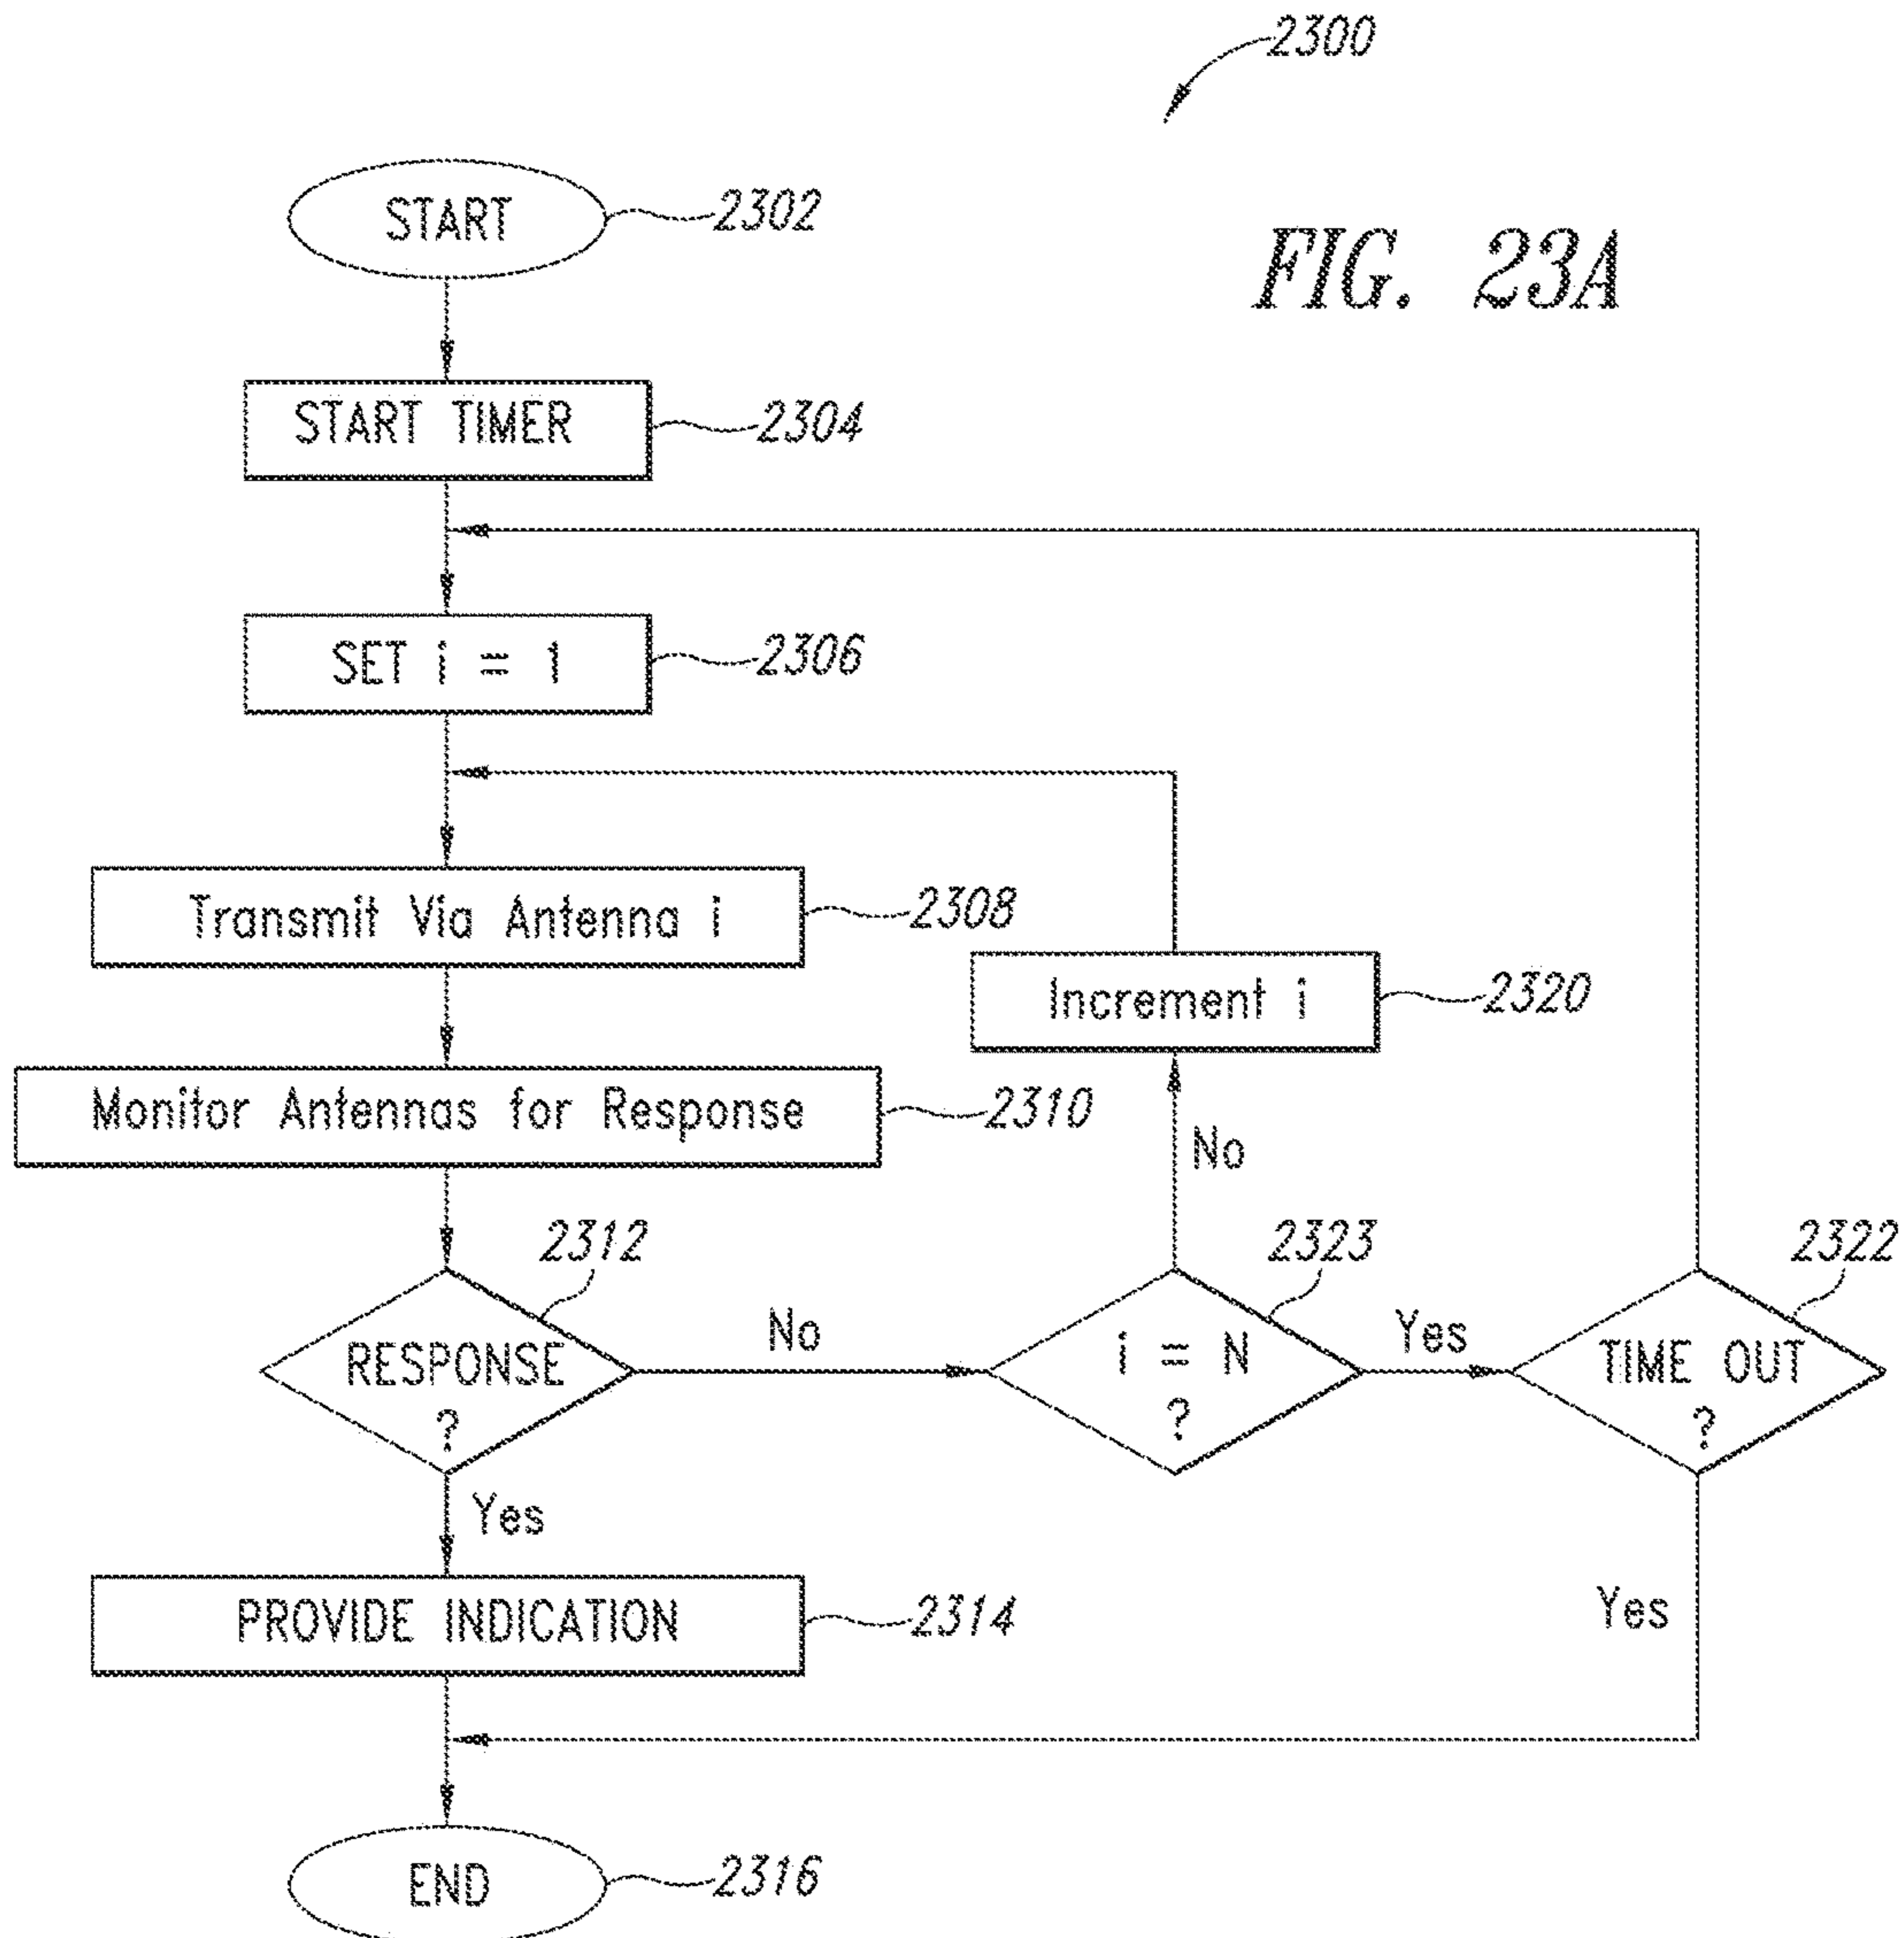 2300
START
2302
FIG. 23A
START TIMER
2304
SET i = 1
2306
Transmit Via Antenna i
2308
Increment i
2320
Monitor Antennas for Response
2310
No
2312
2323
2322
RESPONSE
?
No
i = N
?
Yes
TIME OUT
?
Yes
PROVIDE INDICATION
2314
Yes
END
2316